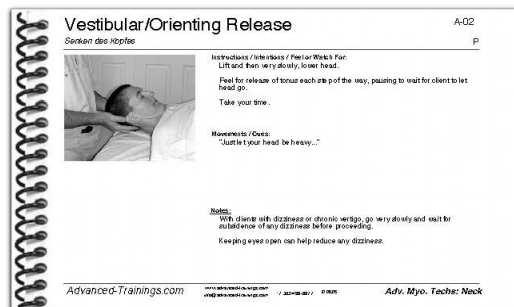 Vestibular/Orienting Release
A-02
Senken des Kopfes
P
Instructions / Intentions / Feel or Watch For:
Lift and then very slowly, lower head.
Feel for release of tonus each step of the way, pausing to wait for client to let
head go.
Take your time.
Movements / Cues:
"Just let your head be heavy..."
Notes:
With clients with dizziness or chronic vertigo, go very slowly and wait for
subsidence of any dizziness before proceeding.
Keeping eyes open can help reduce any dizziness.
Advanced-Trainings.com
Adv. Myo. Techs: Neck